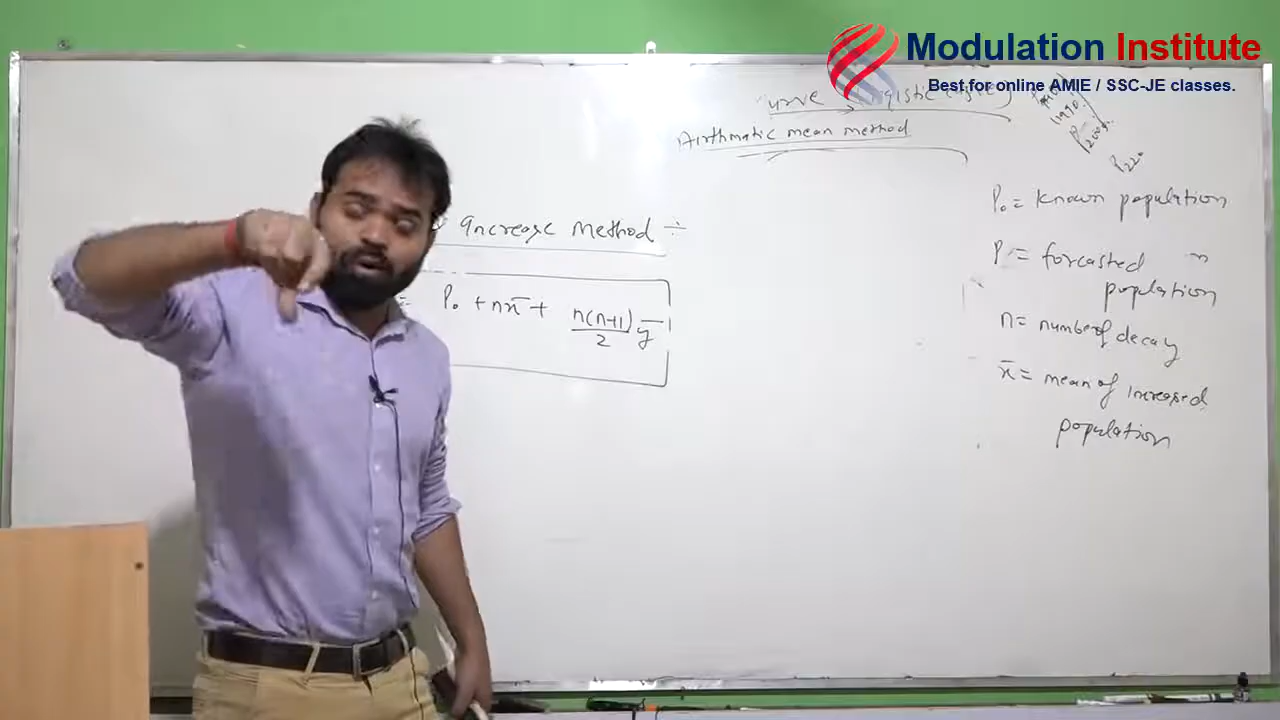 Modulation Institute
Best for online AMIE / SSC-JE classes.
curve
Airthmatic mean method
increase method ÷
= P₀ + nx̄ + n(n+1)/2 ȳ
P₀ = known population
P = forcasted
population
n = number of decay
x̄ = mean of increased
population